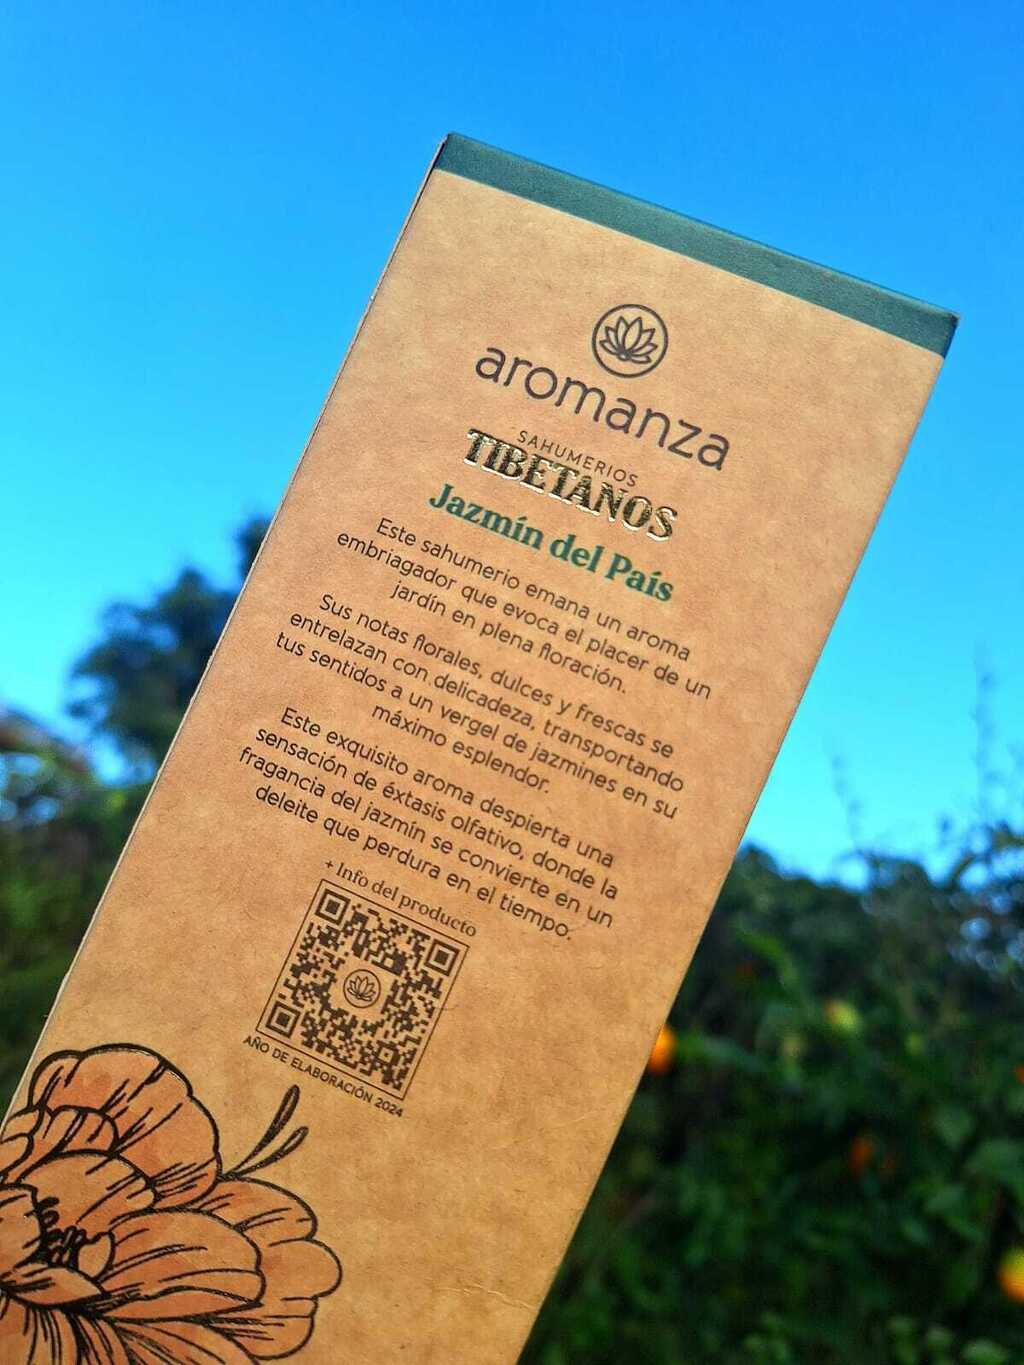 aromanza
SAHUMERIOS
TIBETANOS
Jazmín del País
Este sahumerio emana un aroma
embriagador que evoca el placer de un
jardín en plena floración.
Sus notas florales, dulces y frescas se
entrelazan con delicadeza, transportando
tus sentidos a un vergel de jazmines en su
máximo esplendor.
Este exquisito aroma despierta una
sensación de éxtasis olfativo, donde la
fragancia del jazmín se convierte en un
deleite que perdura en el tiempo.
+ Info del producto
AÑO DE ELABORACIÓN 2024